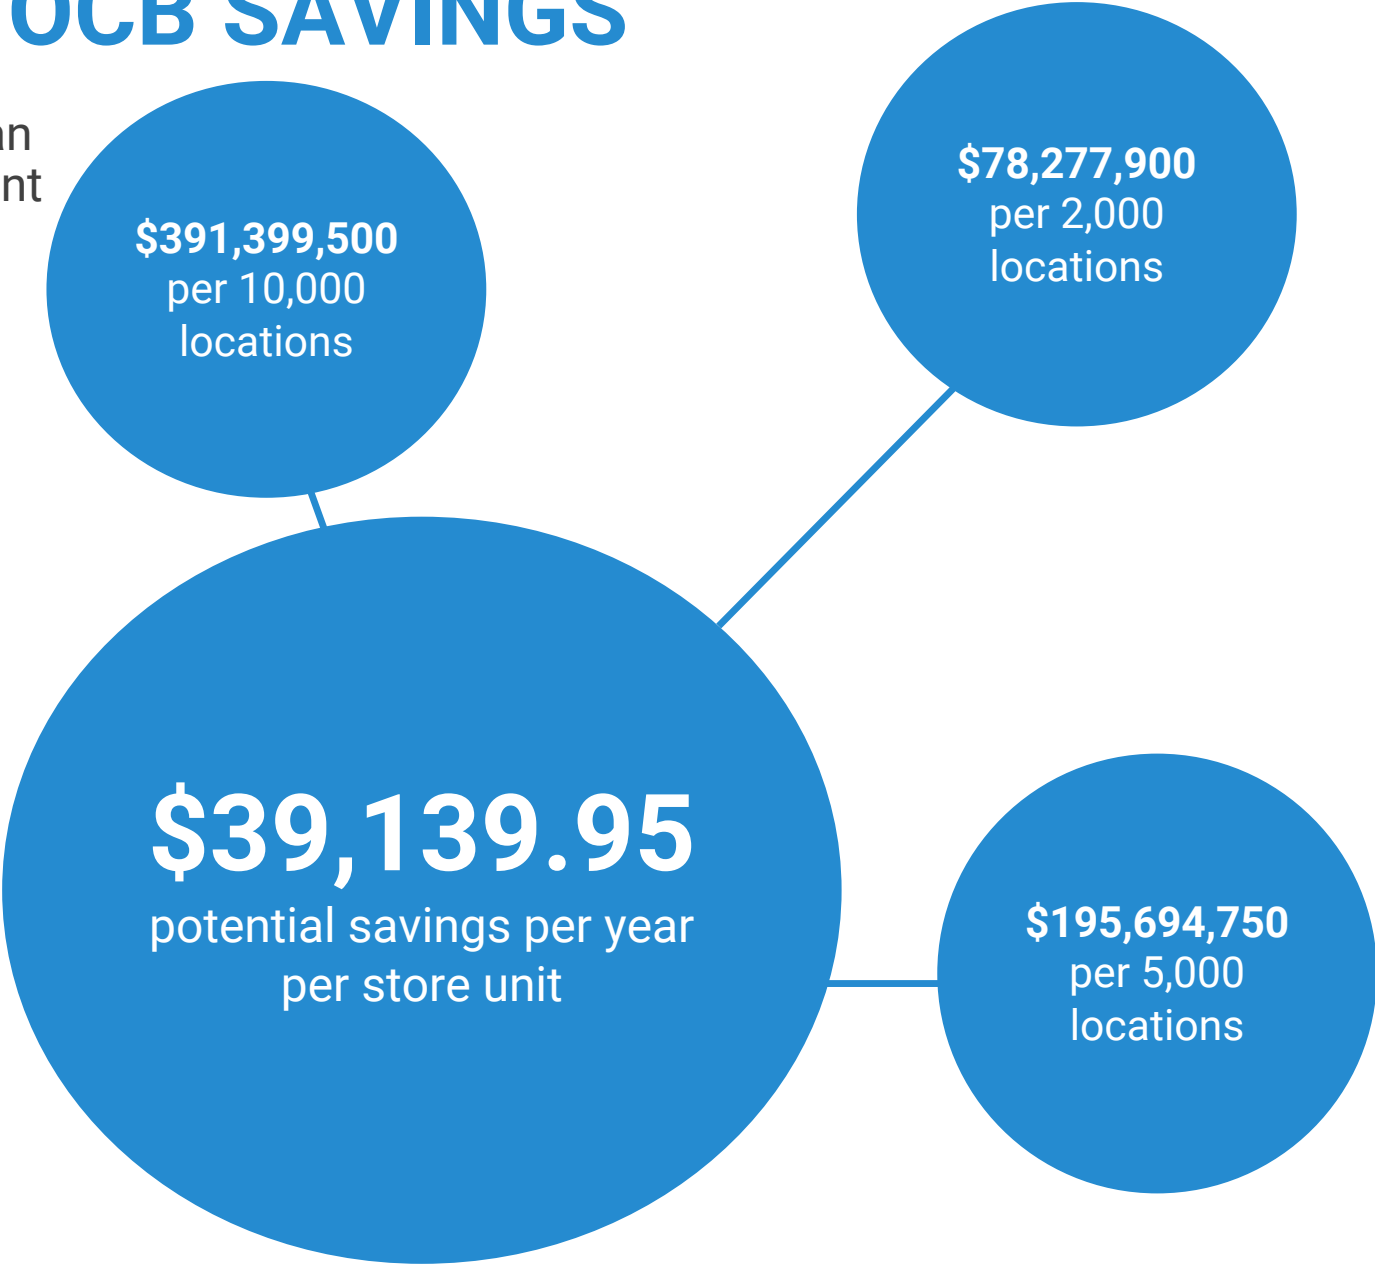 OCB SAVINGS
$391,399,500
per 10,000
locations
$78,277,900
per 2,000
locations
$39,139.95
potential savings per year
per store unit
$195,694,750
per 5,000
locations